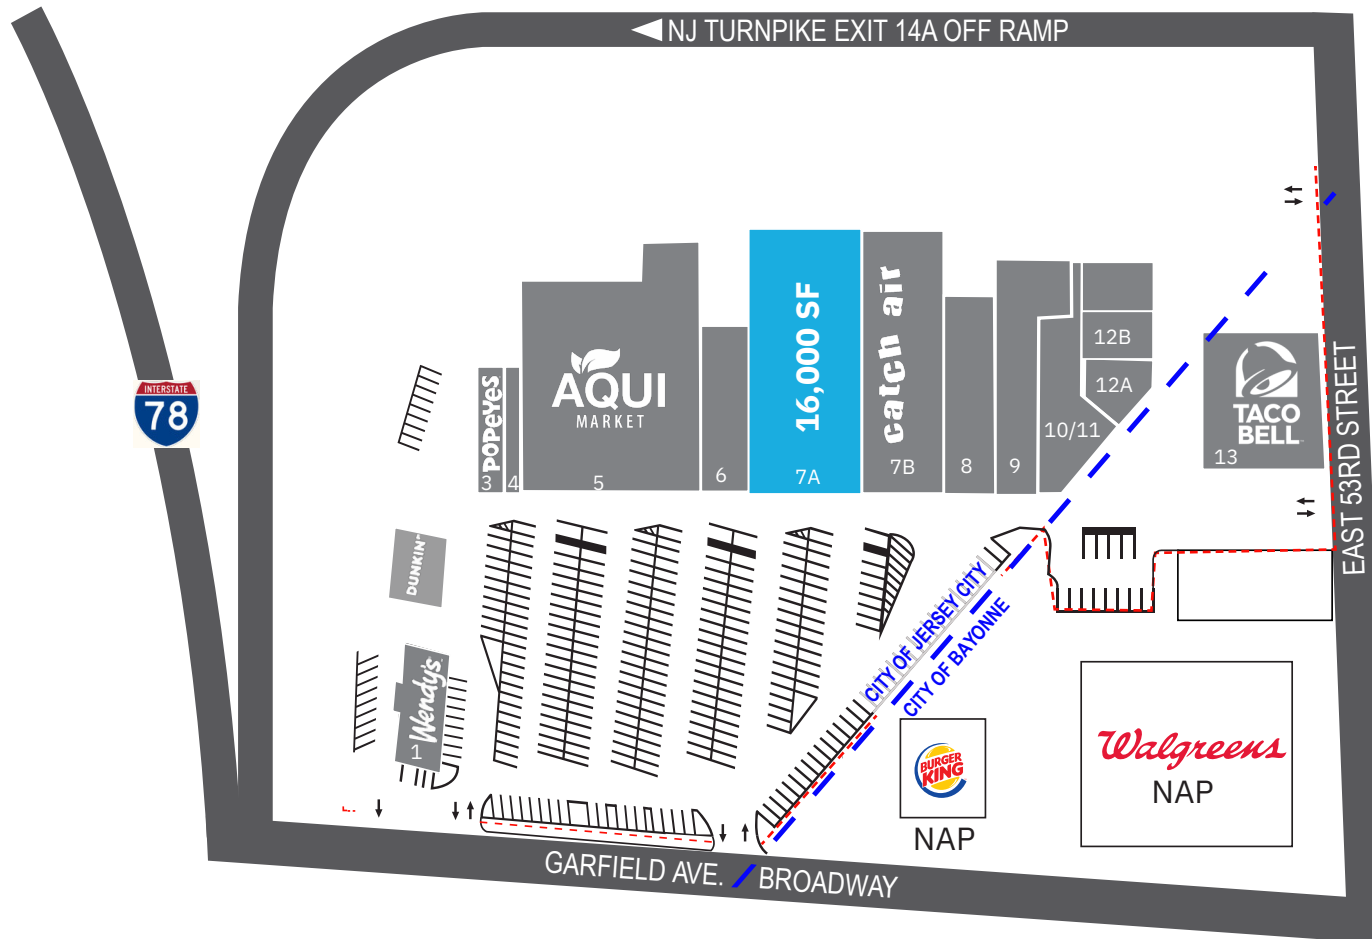 NJ TURNPIKE EXIT 14A OFF RAMP
INTERSTATE
78
POPEYES
3
4
AQUI
MARKET
5
6
16,000 SF
7A
catch air
7B
8
9
10/11
12B
12A
TACO
BELL
13
EAST 53RD STREET
DUNKIN'
Wendy's
1
CITY OF JERSEY CITY
CITY OF BAYONNE
BURGER
KING
NAP
Walgreens
NAP
GARFIELD AVE.
BROADWAY